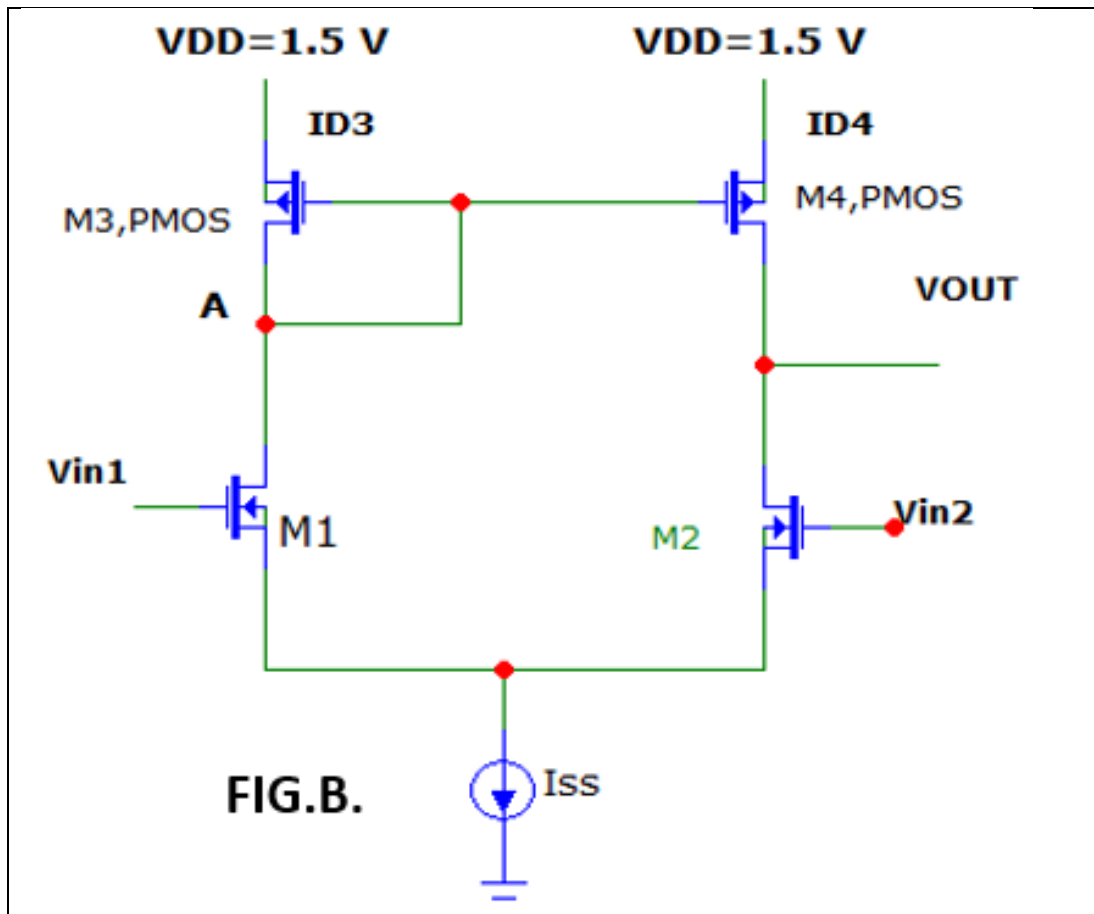 VDD=1.5 V VDD=1.5 V
ID3 ID4
M3,PMOS M4,PMOS
A VOUT
Vin1 Vin2
M1 M2
Iss
FIG.B.